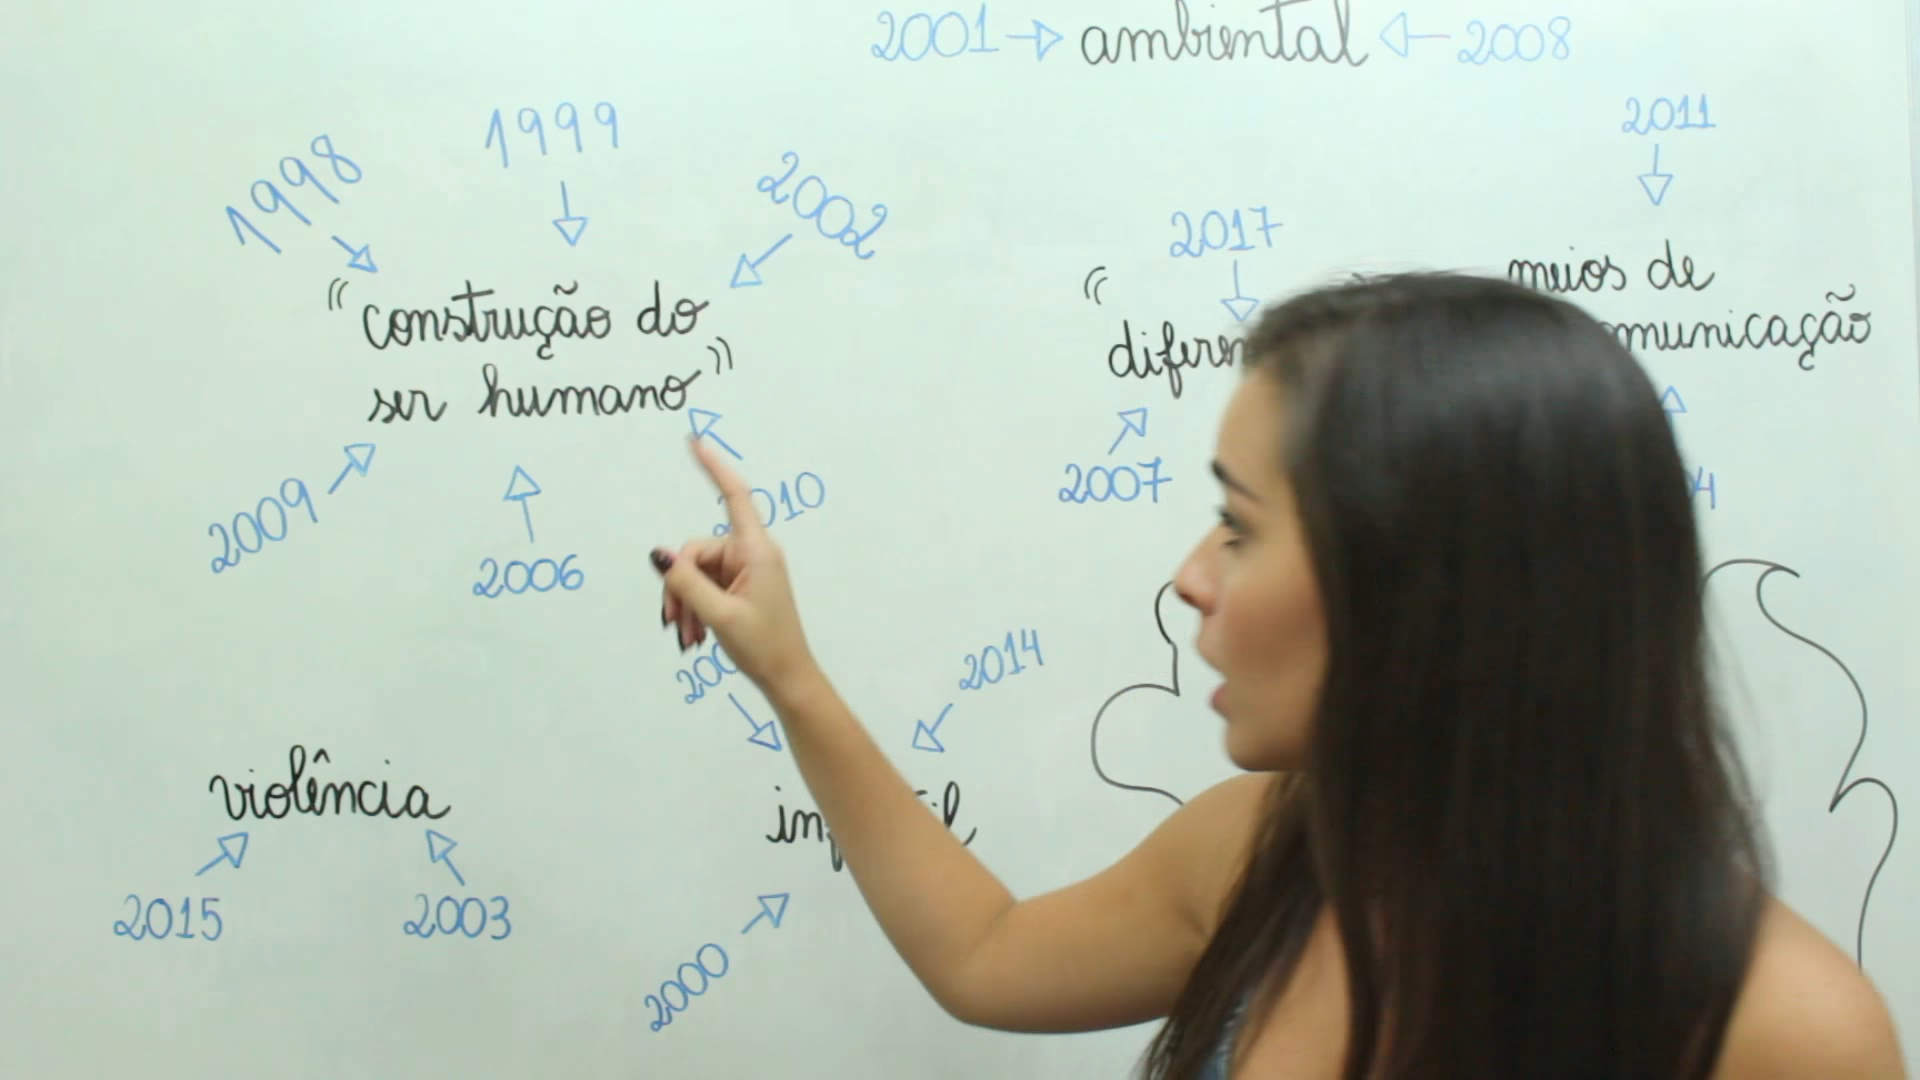 2001 ambiental 2008
1998
1999
2002
"construção do
ser humano"
2009
2006
2010
2011
meios de
2017
2007
violência
2015
2003
2014
2000